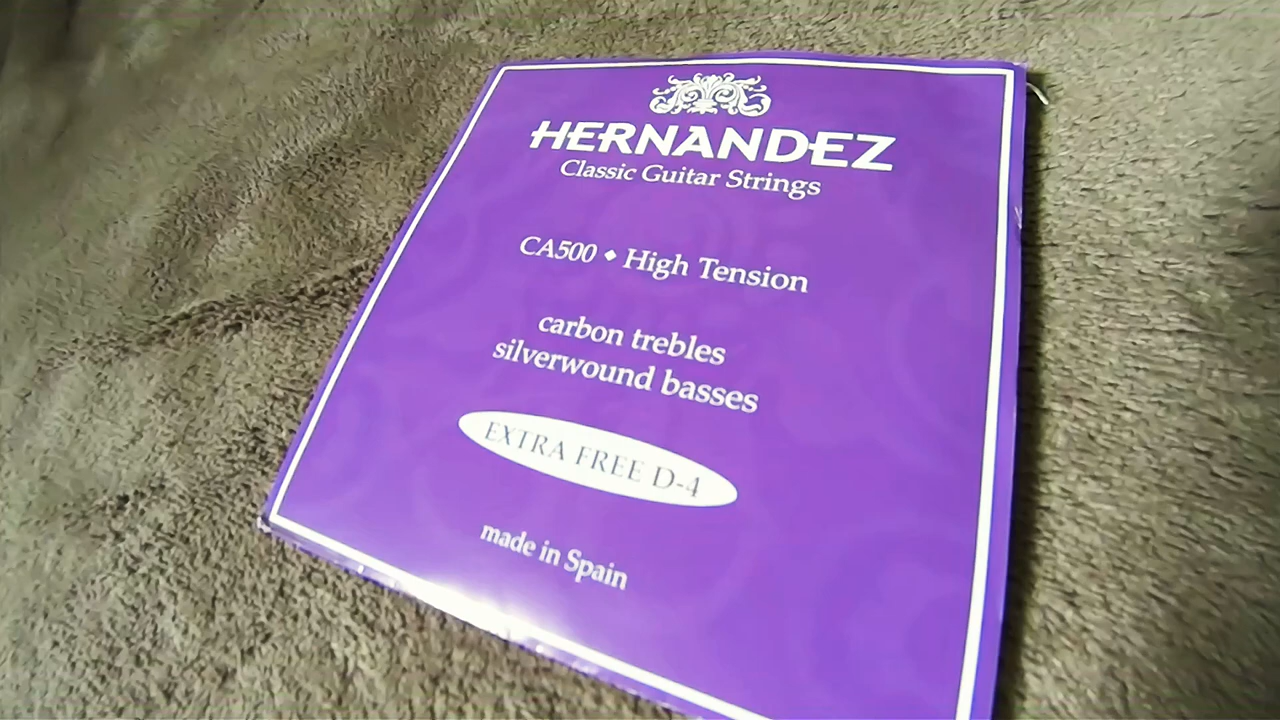 HERNANDEZ
Classic Guitar Strings
CA500 ◆ High Tension
carbon trebles
silverwound basses
EXTRA FREE D-4
made in Spain